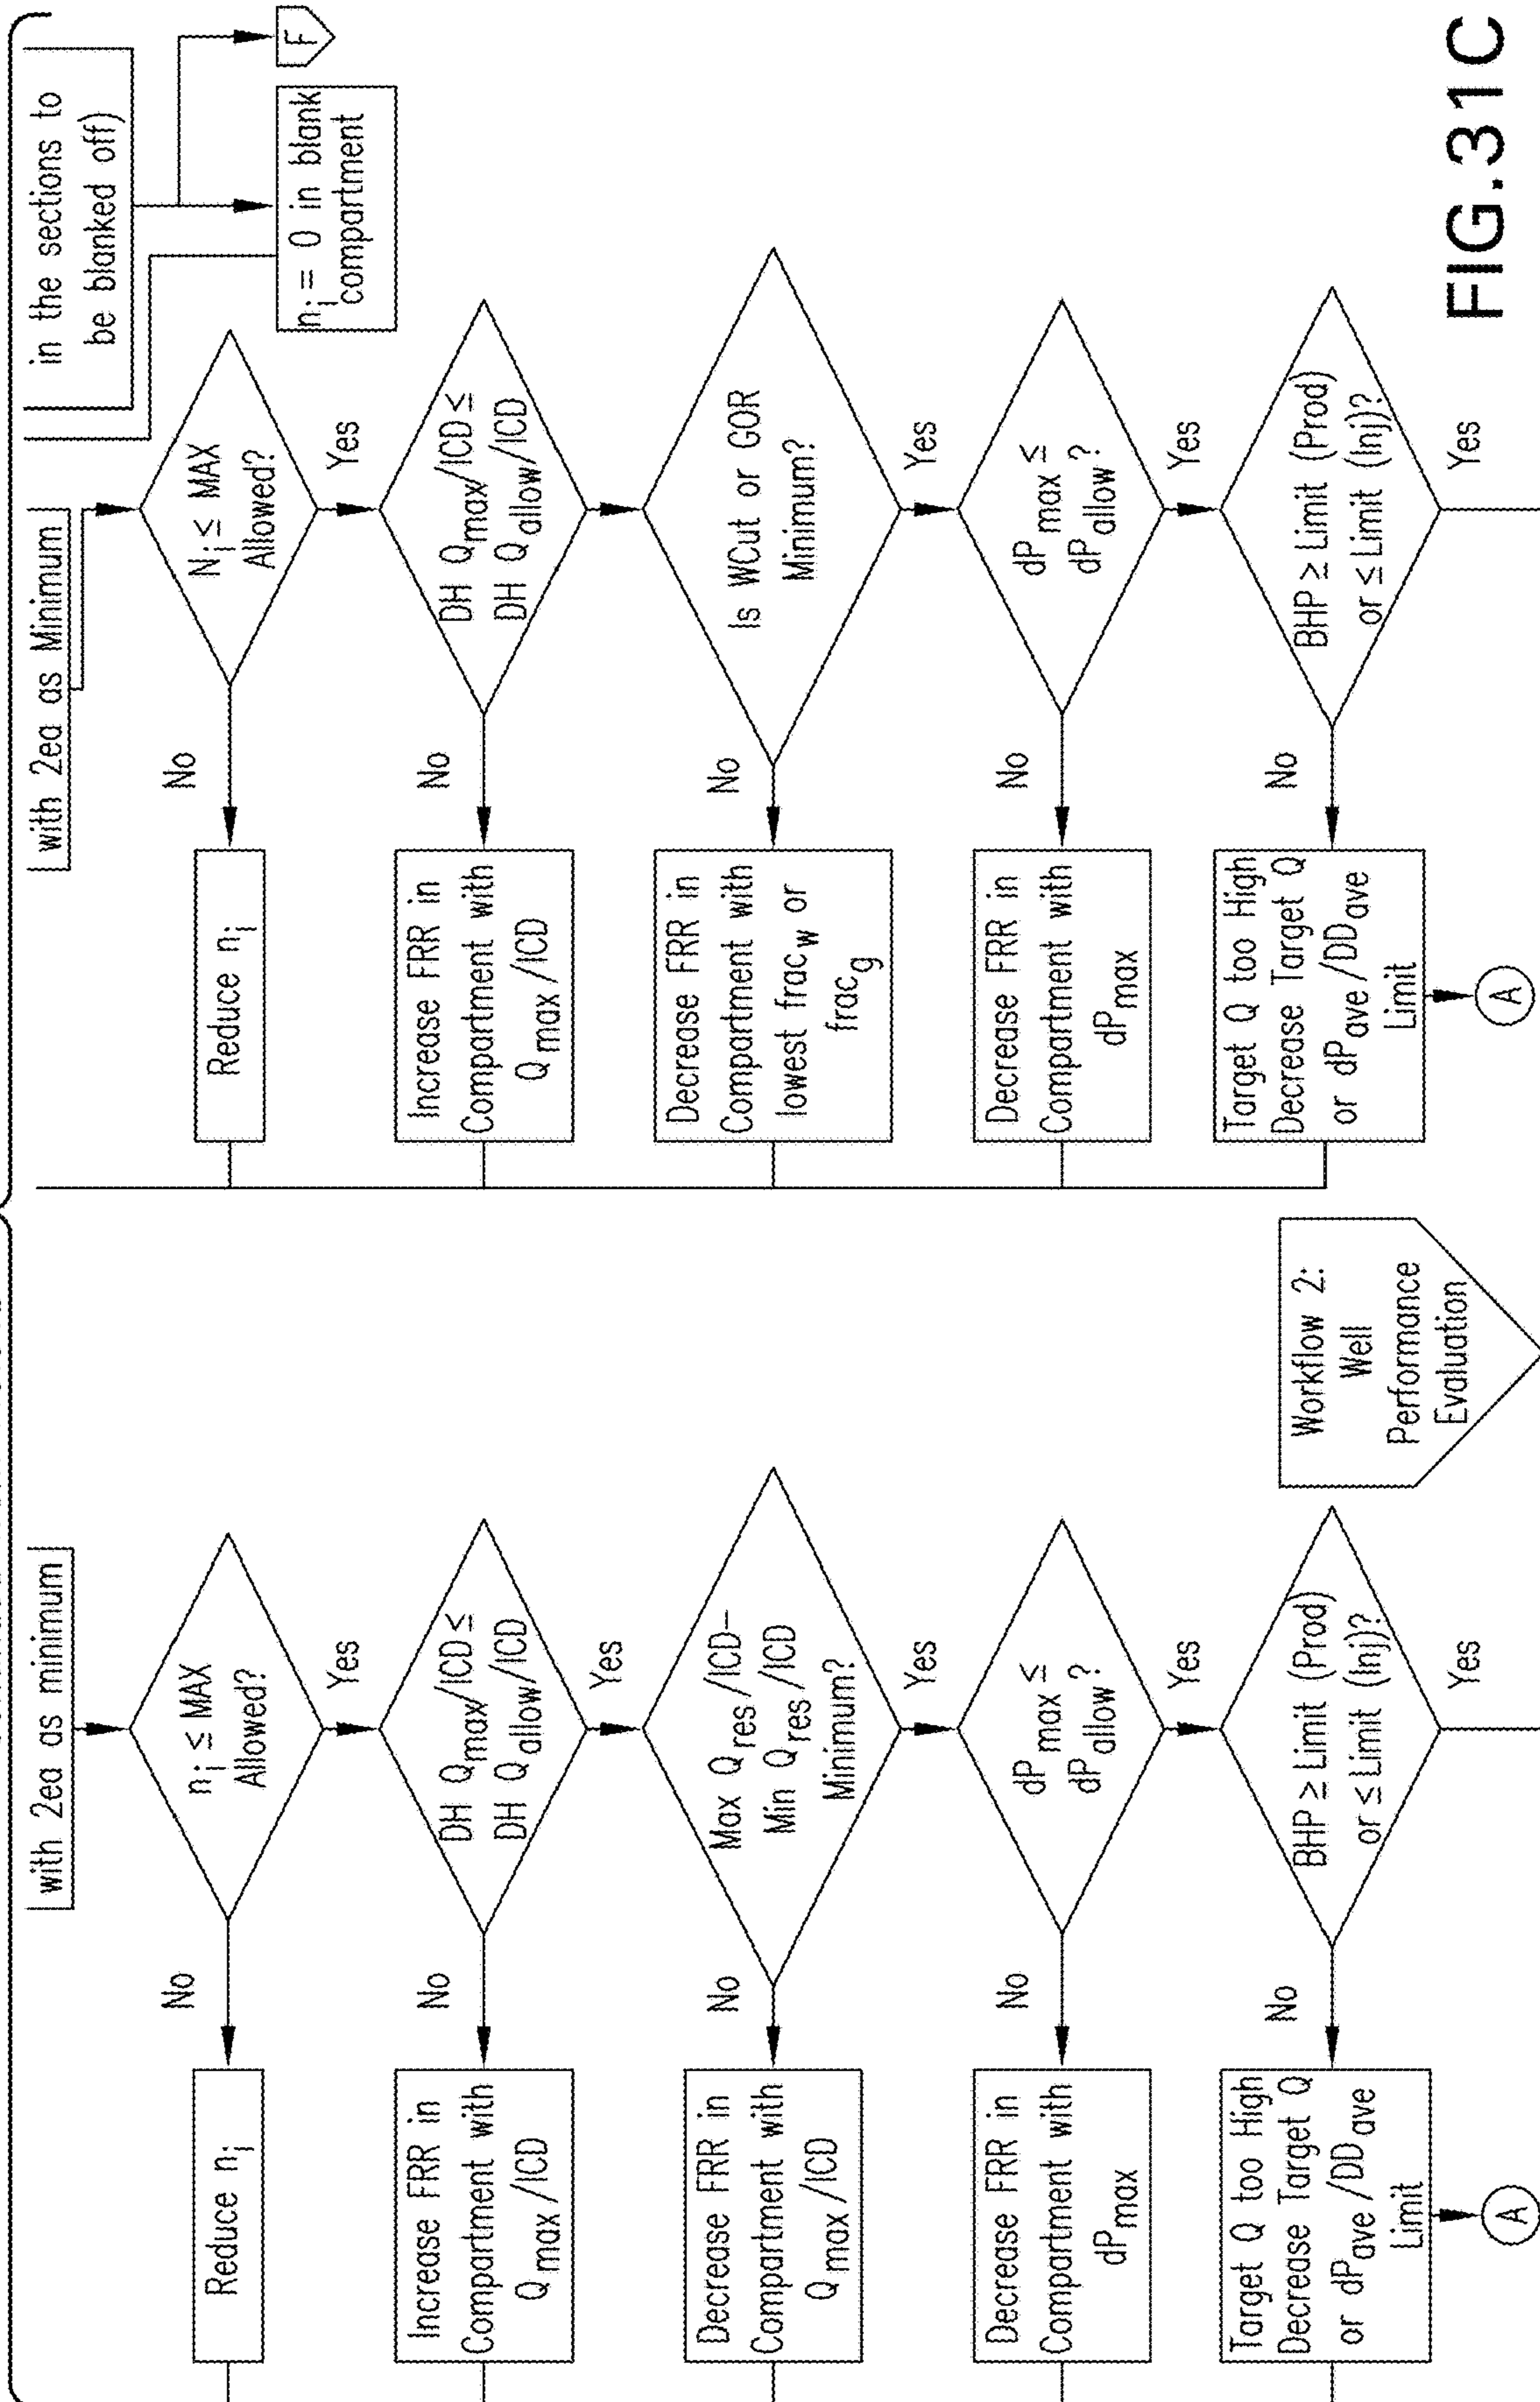 with 2ea as minimum
n_i ≤ MAX
Allowed?
No
Yes
Reduce n_i
DH Q_max/ICD ≤
DH Q_allow/ICD
No
Yes
Increase FRR in
Compartment with
Q_max/ICD
Max Q_res/ICD–
Min Q_res/ICD
Minimum?
No
Yes
Decrease FRR in
Compartment with
Q_max/ICD
dP_max ≤
dP_allow?
No
Yes
Decrease FRR in
Compartment with
dP_max
BHP ≥ Limit (Prod)
or ≤ Limit (Inj)?
No
Yes
Target Q too High
Decrease Target Q
or dP_ave/DD_ave
Limit
A
Workflow 2:
Well
Performance
Evaluation
with 2ea as Minimum
N_i ≤ MAX
Allowed?
No
Yes
Reduce n_i
DH Q_max/ICD ≤
DH Q_allow/ICD
No
Yes
Increase FRR in
Compartment with
Q_max/ICD
Is WCut or GOR
Minimum?
No
Yes
Decrease FRR in
Compartment with
lowest frac_w or
frac_g
dP_max ≤
dP_allow?
No
Yes
Decrease FRR in
Compartment with
dP_max
BHP ≥ Limit (Prod)
or ≤ Limit (Inj)?
No
Yes
Target Q too High
Decrease Target Q
or dP_ave/DD_ave
Limit
A
in the sections to
be blanked off)
F
n_i = 0 in blank
compartment
FIG.31C